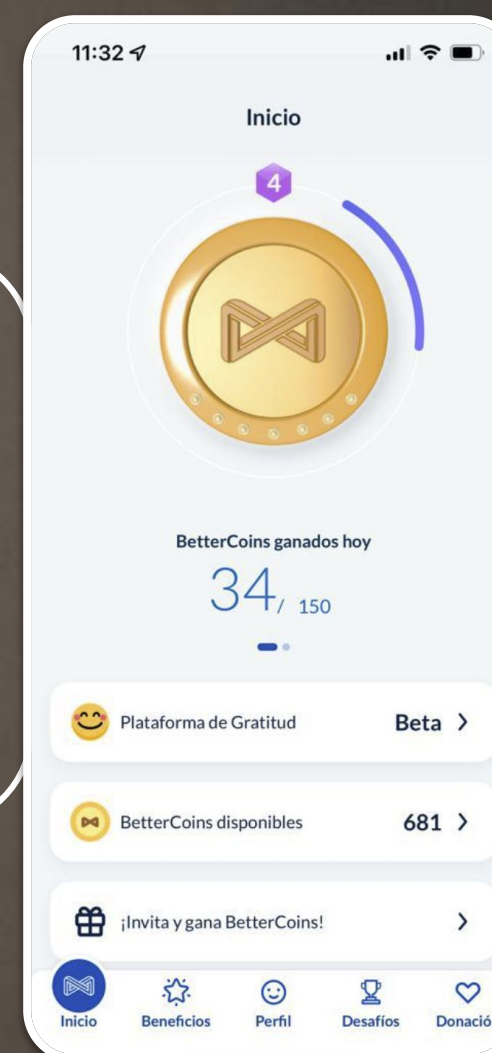 11:32
Inicio
4
BetterCoins ganados hoy
34/ 150
Plataforma de Gratitud Beta
BetterCoins disponibles 681
¡Invita y gana BetterCoins!
Inicio Beneficios Perfil Desafíos Donació